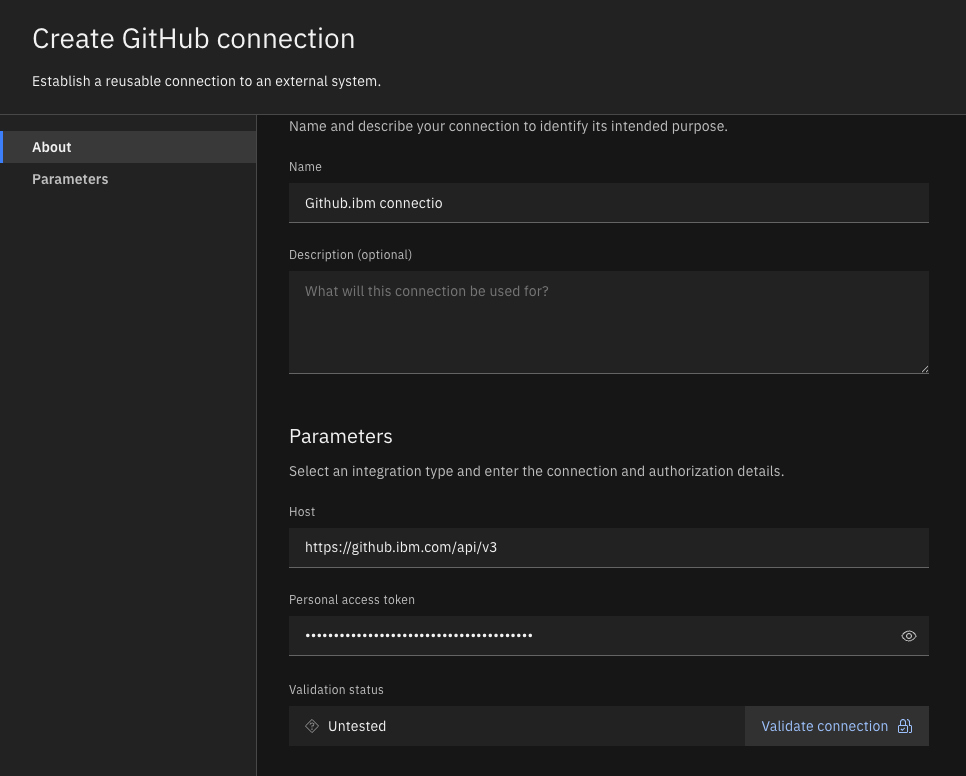 Create GitHub connection
Establish a reusable connection to an external system.
About
Parameters
Name and describe your connection to identify its intended purpose.
Name
Github.ibm connectio
Description (optional)
What will this connection be used for?
Parameters
Select an integration type and enter the connection and authorization details.
Host
https://github.ibm.com/api/v3
Personal access token
••••••••••••••••••••••••••••••••••••••••
Validation status
Untested
Validate connection